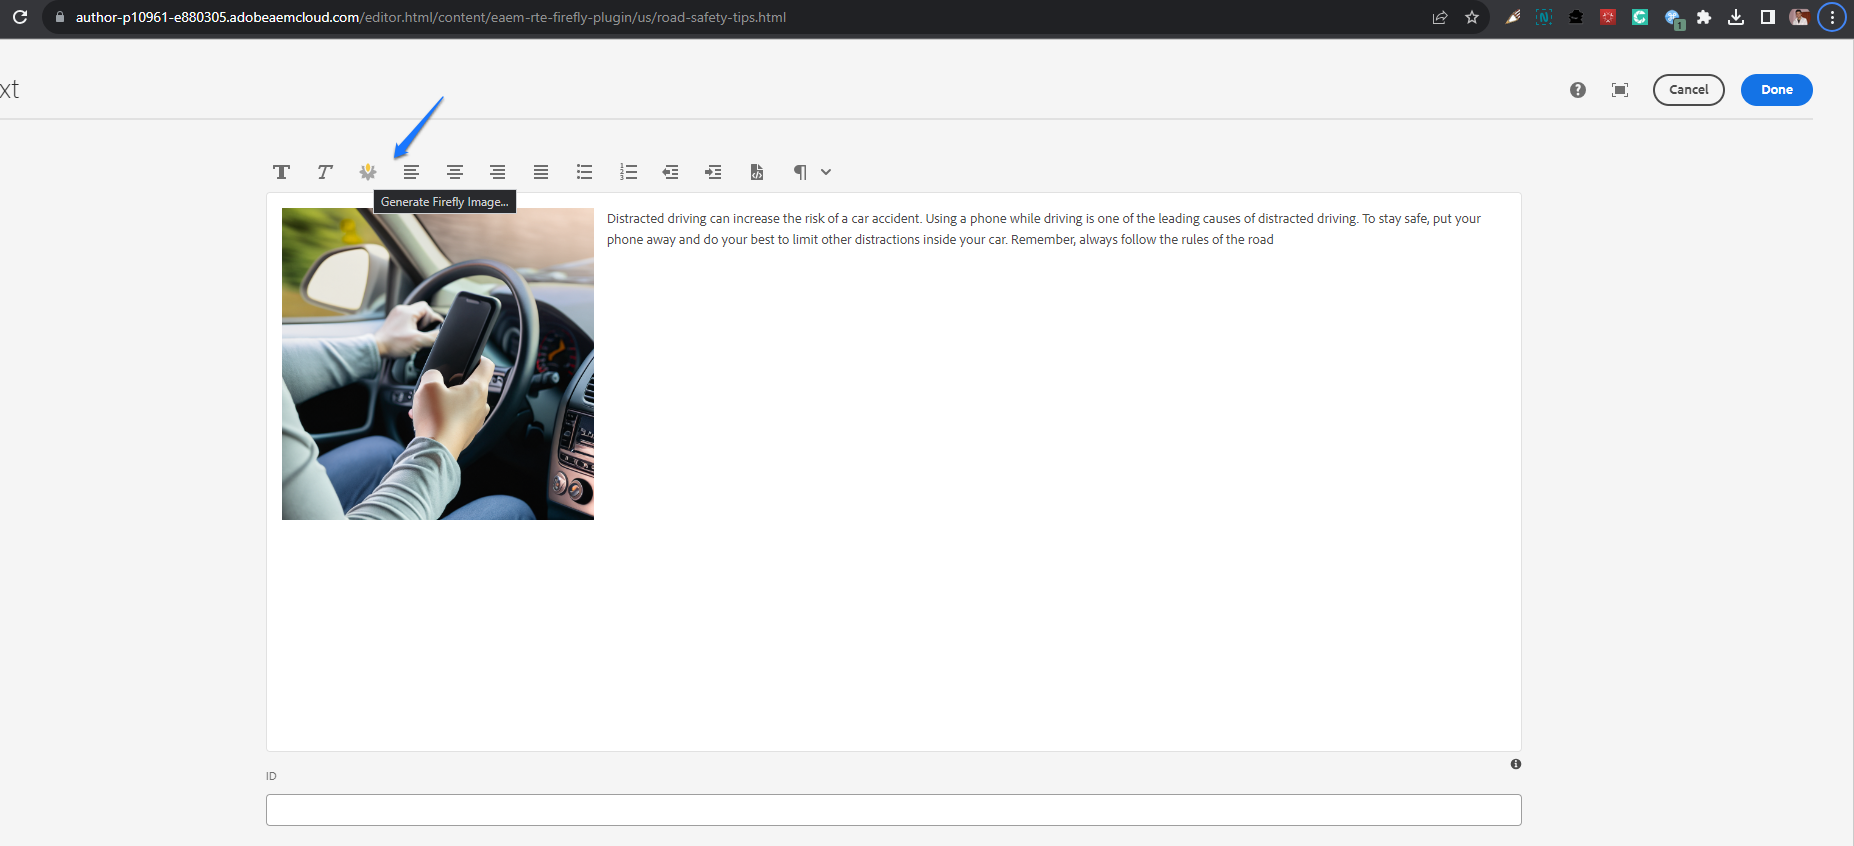 author-p10961-e880305.adobeaemcloud.com/editor.html/content/eaem-rte-firefly-plugin/us/road-safety-tips.html
1
xt
Cancel
Done
Generate Firefly Image...
Distracted driving can increase the risk of a car accident. Using a phone while driving is one of the leading causes of distracted driving. To stay safe, put your
phone away and do your best to limit other distractions inside your car. Remember, always follow the rules of the road
ID